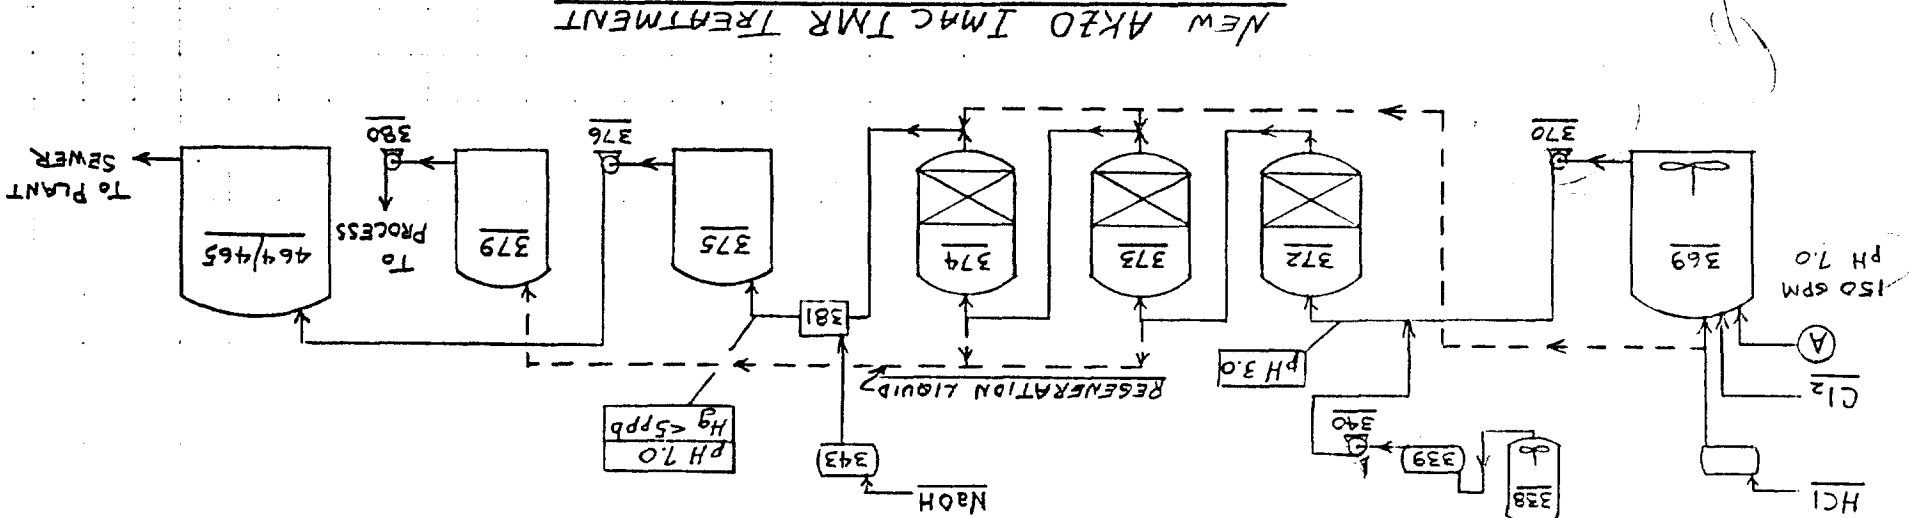 HCl
338
NaOH
339
343
340
pH 7.0
Hg <5ppb
Cl2
REGENERATION LIQUID
A
pH 3.0
381
150 GPM
pH 7.0
369
372
373
374
375
379
464/465
TO
PROCESS
TO PLANT
SEWER
370
376
380
NEW AKZO IMAC TMR TREATMENT